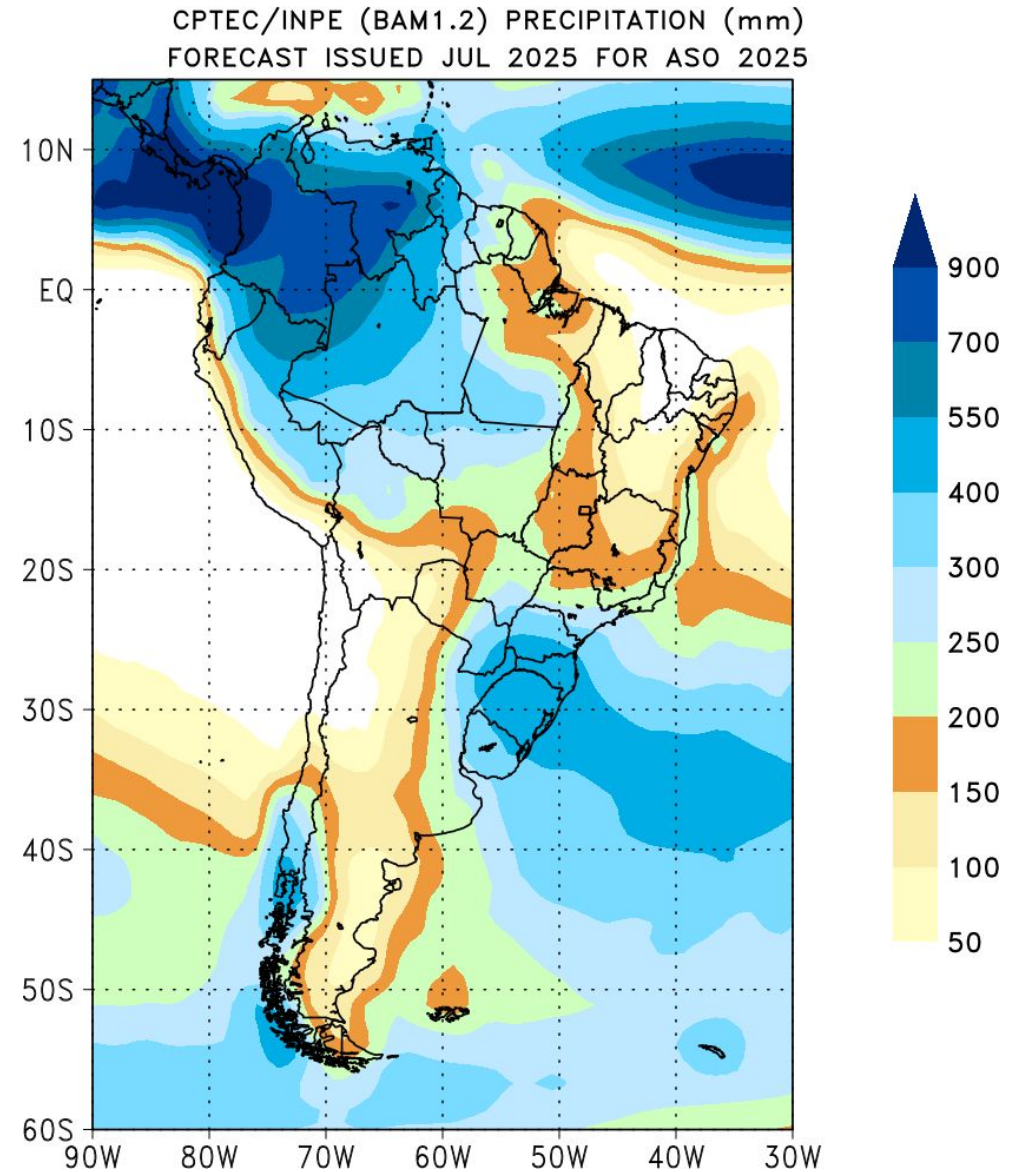 CPTEC/INPE (BAM1.2) PRECIPITATION (mm)
FORECAST ISSUED JUL 2025 FOR ASO 2025
10N
EQ
10S
20S
30S
40S
50S
60S
90W 80W 70W 60W 50W 40W 30W
900
700
550
400
300
250
200
150
100
50